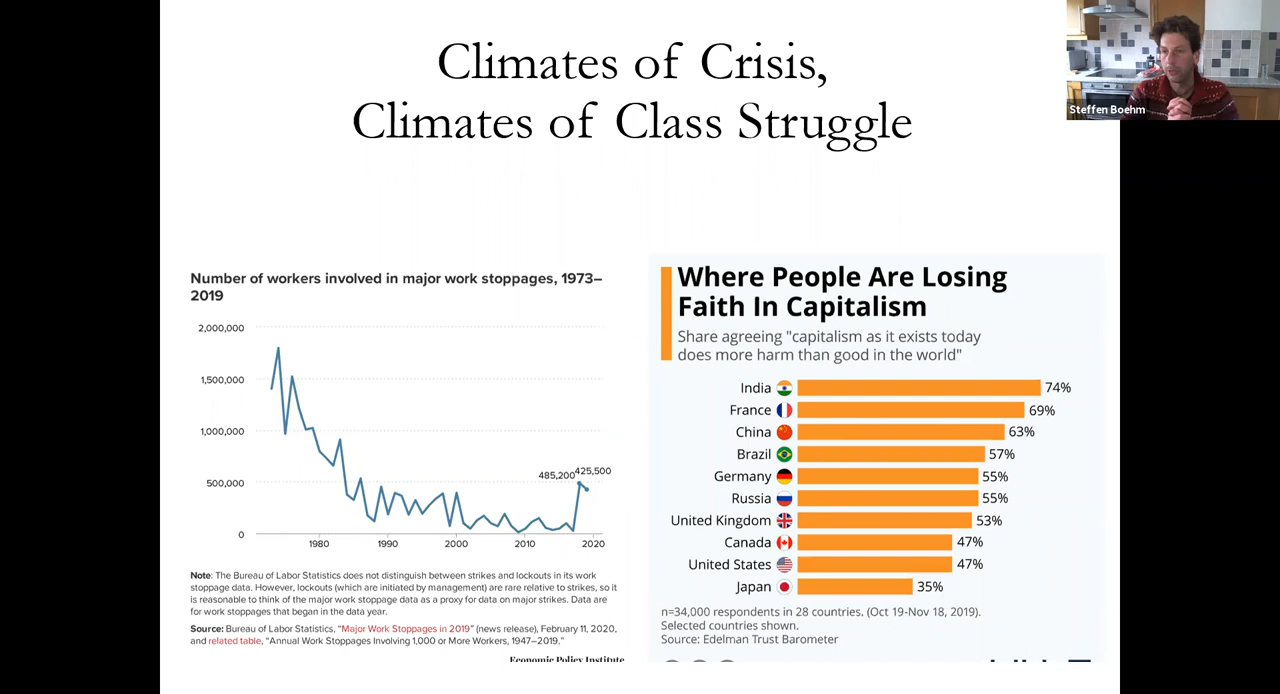 Climates of Crisis,
Climates of Class Struggle
Steffen Boehm
Number of workers involved in major work stoppages, 1973–
2019
2,000,000
1,500,000
1,000,000
500,000
0
485,200
425,500
1980
1990
2000
2010
2020
Note: The Bureau of Labor Statistics does not distinguish between strikes and lockouts in its work
stoppage data. However, lockouts (which are initiated by management) are rare relative to strikes, so it
is reasonable to think of the major work stoppage data as a proxy for data on major strikes. Data are
for work stoppages that began in the data year.
Source: Bureau of Labor Statistics, “Major Work Stoppages in 2019” (news release), February 11, 2020,
and related table, “Annual Work Stoppages Involving 1,000 or More Workers, 1947–2019.”
Economic Policy Institute
Where People Are Losing
Faith In Capitalism
Share agreeing "capitalism as it exists today
does more harm than good in the world"
India 74%
France 69%
China 63%
Brazil 57%
Germany 55%
Russia 55%
United Kingdom 53%
Canada 47%
United States 47%
Japan 35%
n=34,000 respondents in 28 countries. (Oct 19-Nov 18, 2019).
Selected countries shown.
Source: Edelman Trust Barometer